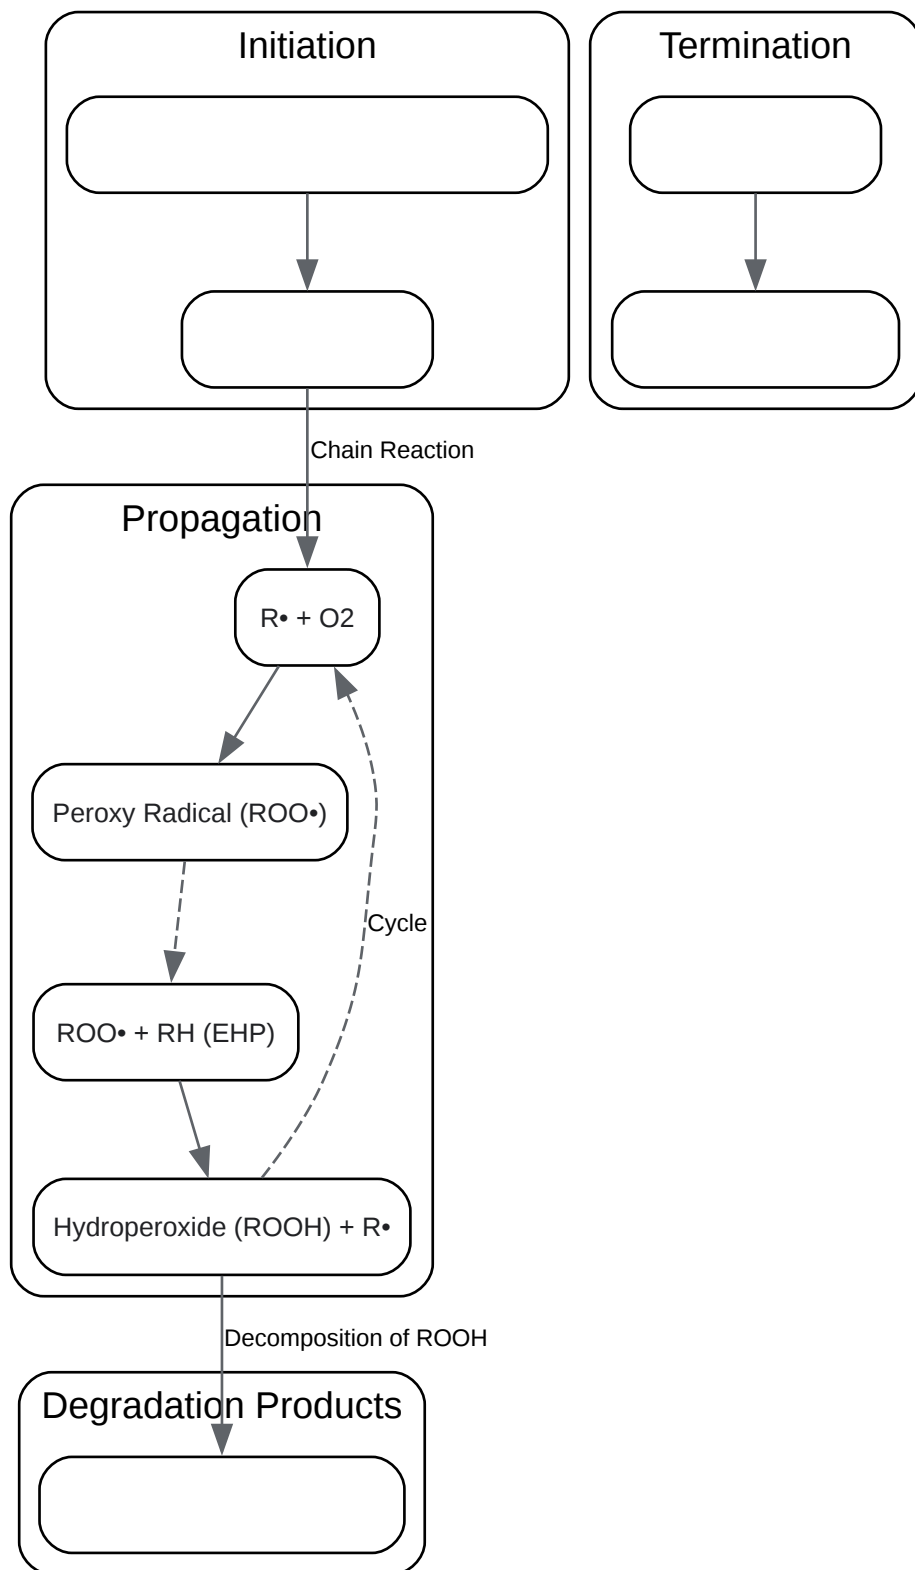 Initiation
Termination
Chain Reaction
Propagation
R• + O2
Peroxy Radical (ROO•)
Cycle
ROO• + RH (EHP)
Hydroperoxide (ROOH) + R•
Decomposition of ROOH
Degradation Products